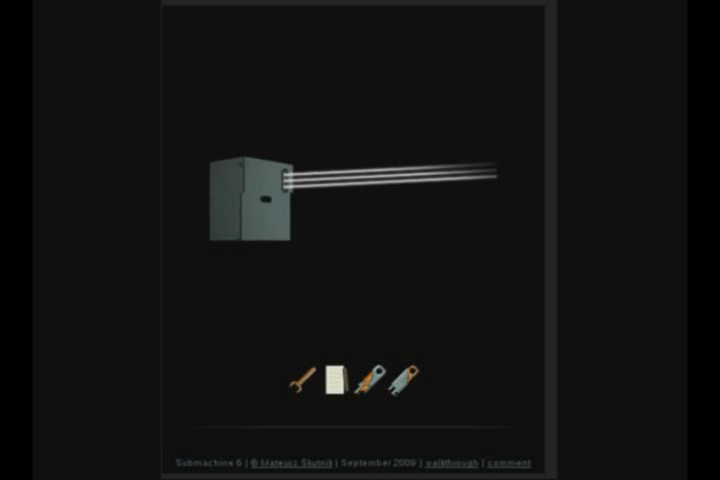 Submachine 6 | © Mateusz Skutnik | September 2009 | walkthrough | comment